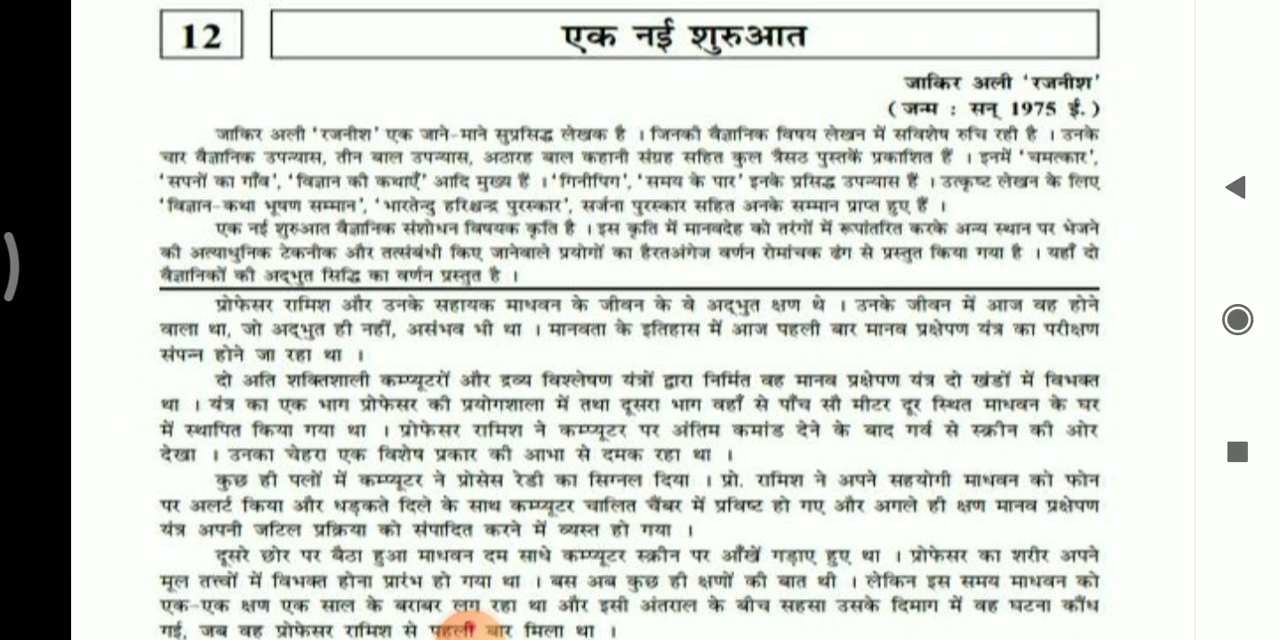 12
एक नई शुरुआत
जाकिर अली 'रजनीश'
( जन्म : सन् 1975 ई. )
जाकिर अली 'रजनीश' एक जाने-माने सुप्रसिद्ध लेखक है । जिनकी वैज्ञानिक विषय लेखन में सविशेष रुचि रही है । उनके
चार वैज्ञानिक उपन्यास, तीन बाल उपन्यास, अठारह बाल कहानी संग्रह सहित कुल त्रैसठ पुस्तकें प्रकाशित हैं । इनमें 'चमत्कार',
'सपनों का गाँव', 'विज्ञान की कथाएँ' आदि मुख्य हैं । 'गिनीपिग', 'समय के पार' इनके प्रसिद्ध उपन्यास हैं । उत्कृष्ट लेखन के लिए
'विज्ञान-कथा भूषण सम्मान', 'भारतेन्दु हरिश्चन्द्र पुरस्कार', सर्जना पुरस्कार सहित अनके सम्मान प्राप्त हुए हैं ।
एक नई शुरुआत वैज्ञानिक संशोधन विषयक कृति है । इस कृति में मानवदेह को तरंगों में रूपांतरित करके अन्य स्थान पर भेजने
की अत्याधुनिक टेकनीक और तत्संबंधी किए जानेवाले प्रयोगों का हैरतअंगेज वर्णन रोमांचक ढंग से प्रस्तुत किया गया है । यहाँ दो
वैज्ञानिकों की अद्भुत सिद्धि का वर्णन प्रस्तुत है ।
प्रोफेसर रामिश और उनके सहायक माधवन के जीवन के वे अद्भुत क्षण थे । उनके जीवन में आज वह होने
वाला था, जो अद्भुत ही नहीं, असंभव भी था । मानवता के इतिहास में आज पहली बार मानव प्रक्षेपण यंत्र का परीक्षण
संपन्न होने जा रहा था ।
दो अति शक्तिशाली कम्प्यूटरों और द्रव्य विश्लेषण यंत्रों द्वारा निर्मित वह मानव प्रक्षेपण यंत्र दो खंडों में विभक्त
था । यंत्र का एक भाग प्रोफेसर की प्रयोगशाला में तथा दूसरा भाग वहाँ से पाँच सौ मीटर दूर स्थित माधवन के घर
में स्थापित किया गया था । प्रोफेसर रामिश ने कम्प्यूटर पर अंतिम कमांड देने के बाद गर्व से स्क्रीन की ओर
देखा । उनका चेहरा एक विशेष प्रकार की आभा से दमक रहा था ।
कुछ ही पलों में कम्प्यूटर ने प्रोसेस रेडी का सिग्नल दिया । प्रो. रामिश ने अपने सहयोगी माधवन को फोन
पर अलर्ट किया और धड़कते दिले के साथ कम्प्यूटर चालित चैंबर में प्रविष्ट हो गए और अगले ही क्षण मानव प्रक्षेपण
यंत्र अपनी जटिल प्रक्रिया को संपादित करने में व्यस्त हो गया ।
दूसरे छोर पर बैठा हुआ माधवन दम साधे कम्प्यूटर स्क्रीन पर आँखें गड़ाए हुए था । प्रोफेसर का शरीर अपने
मूल तत्त्वों में विभक्त होना प्रारंभ हो गया था । बस अब कुछ ही क्षणों की बात थी । लेकिन इस समय माधवन को
एक-एक क्षण एक साल के बराबर लग रहा था और इसी अंतराल के बीच सहसा उसके दिमाग में वह घटना कौंध
गई, जब वह प्रोफेसर रामिश से पहली बार मिला था ।